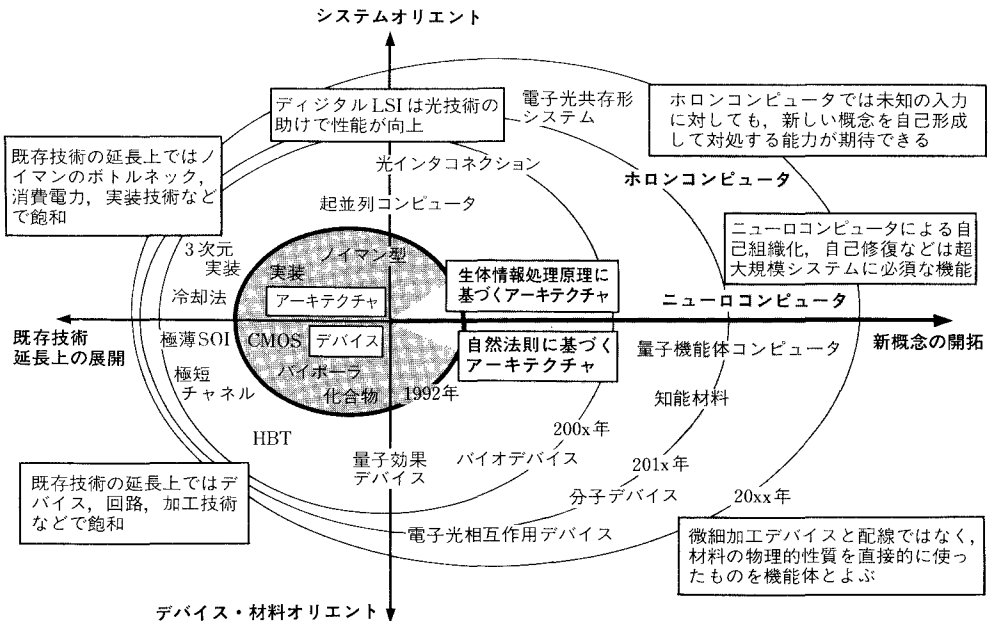 システムオリエント
ディジタルLSIは光技術の
助けで性能が向上
電子光共存形
システム
ホロンコンピュータでは未知の入力
に対しても，新しい概念を自己形成
して対処する能力が期待できる
既存技術の延長上ではノ
イマンのボトルネック，
消費電力，実装技術など
で飽和
光インタコネクション
ホロンコンピュータ
起並列コンピュータ
ニューロコンピュータによる自
己組織化，自己修復などは超
大規模システムに必須な機能
3次元
実装
ノイマン型
実装
生体情報処理原理に
基づくアーキテクチャ
冷却法
アーキテクチャ
ニューロコンピュータ
既存技術
延長上の展開
極薄SOI
CMOS
デバイス
自然法則に基づく
アーキテクチャ
量子機能体コンピュータ
新概念の開拓
極短
チャネル
バイポーラ
化合物
1992年
知能材料
HBT
200x年
量子効果
デバイス
バイオデバイス
201x年
既存技術の延長上ではデ
バイス，回路，加工技術
などで飽和
分子デバイス
20xx年
電子光相互作用デバイス
微細加工デバイスと配線ではなく，
材料の物理的性質を直接的に使っ
たものを機能体とよぶ
デバイス・材料オリエント